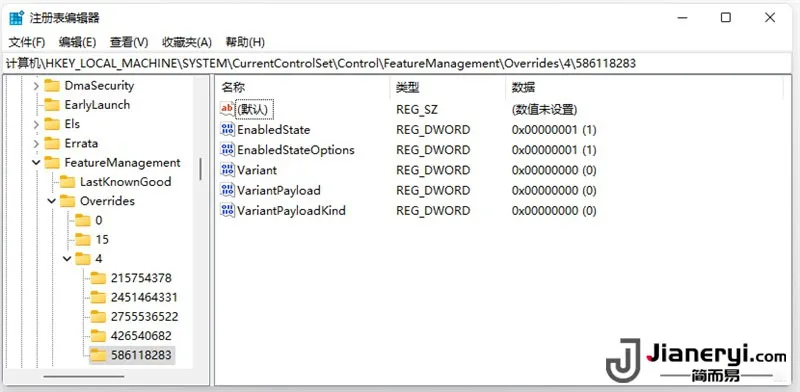 注册表编辑器
文件(F) 编辑(E) 查看(V) 收藏夹(A) 帮助(H)
计算机\HKEY_LOCAL_MACHINE\SYSTEM\CurrentControlSet\Control\FeatureManagement\Overrides\4\586118283
DmaSecurity
EarlyLaunch
Els
Errata
FeatureManagement
LastKnownGood
Overrides
0
15
4
215754378
2451464331
2755536522
426540682
586118283
名称 类型 数据
ab (默认) REG_SZ (数值未设置)
EnabledState REG_DWORD 0x00000001 (1)
EnabledStateOptions REG_DWORD 0x00000001 (1)
Variant REG_DWORD 0x00000000 (0)
VariantPayload REG_DWORD 0x00000000 (0)
VariantPayloadKind REG_DWORD 0x00000000 (0)
Jianeryi.com
简而易